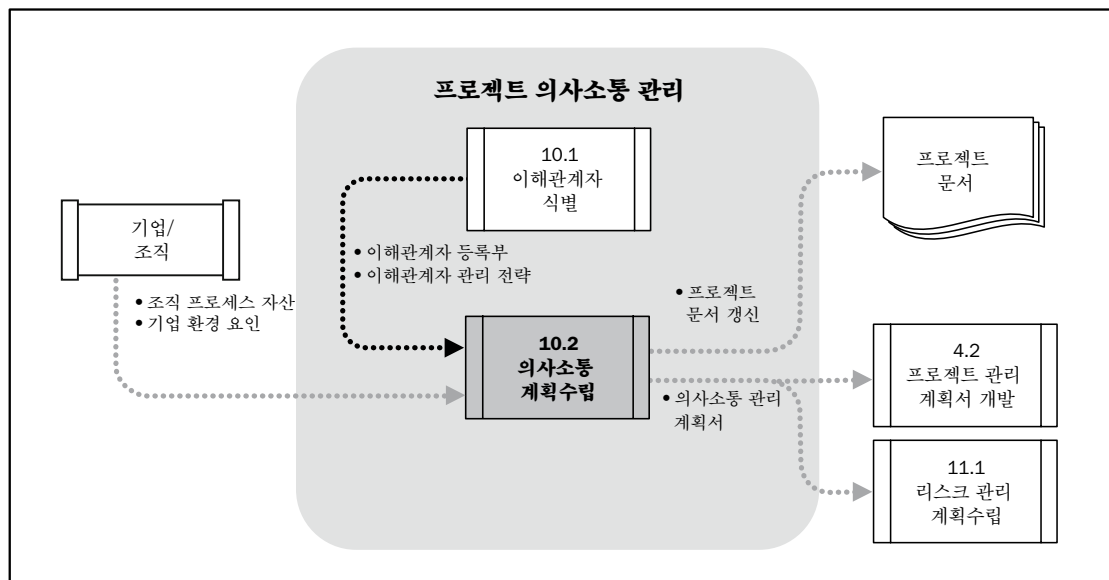 프로젝트 의사소통 관리
10.1
이해관계자
식별
프로젝트
문서
기업/
조직
• 이해관계자 등록부
• 이해관계자 관리 전략
• 조직 프로세스 자산
• 기업 환경 요인
• 프로젝트
문서 갱신
10.2
의사소통
계획수립
• 의사소통 관리
계획서
4.2
프로젝트 관리
계획서 개발
11.1
리스크 관리
계획수립